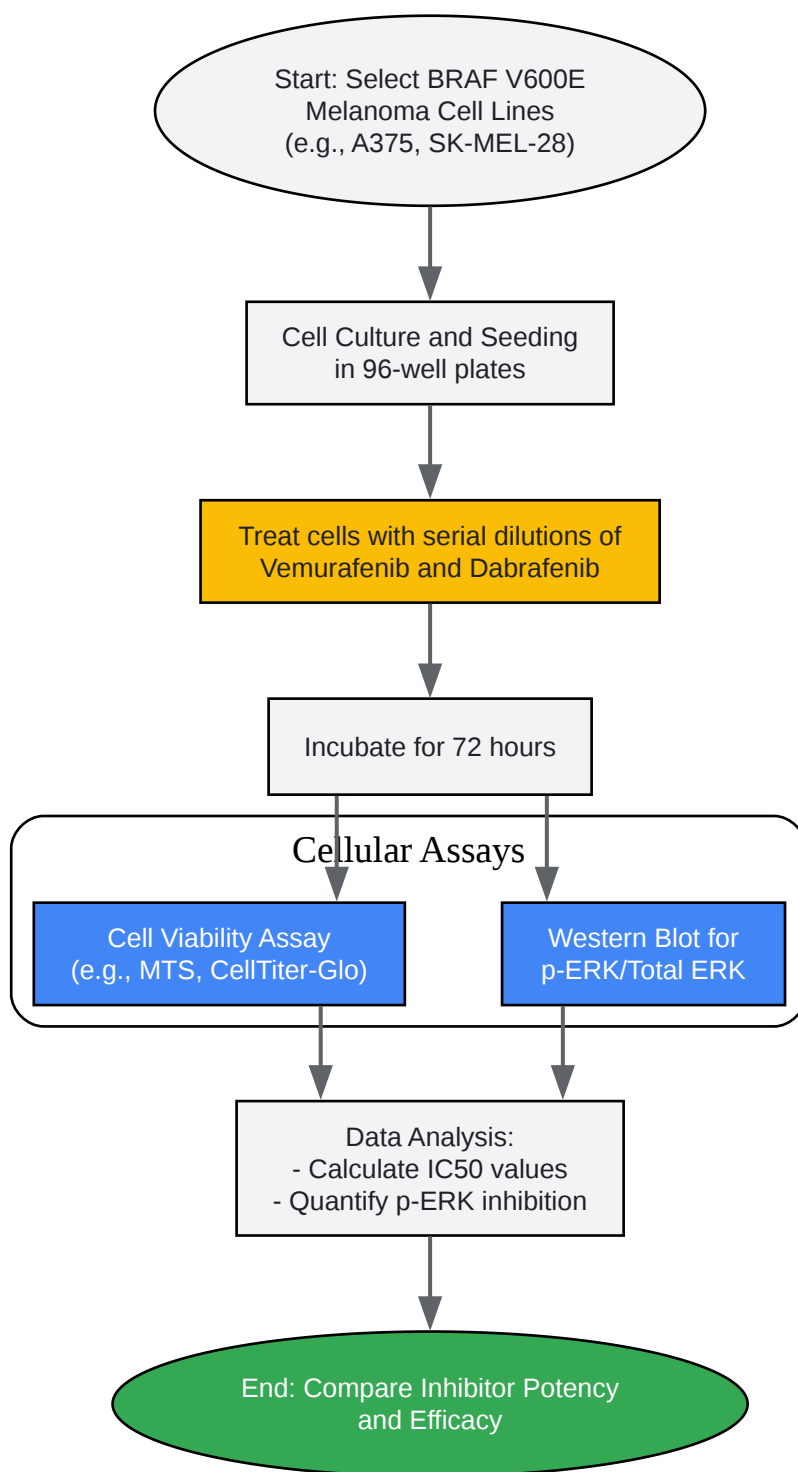 Start: Select BRAF V600E
Melanoma Cell Lines
(e.g., A375, SK-MEL-28)
Cell Culture and Seeding
in 96-well plates
Treat cells with serial dilutions of
Vemurafenib and Dabrafenib
Incubate for 72 hours
Cellular Assays
Cell Viability Assay
(e.g., MTS, CellTiter-Glo)
Western Blot for
p-ERK/Total ERK
Data Analysis:
- Calculate IC50 values
- Quantify p-ERK inhibition
End: Compare Inhibitor Potency
and Efficacy